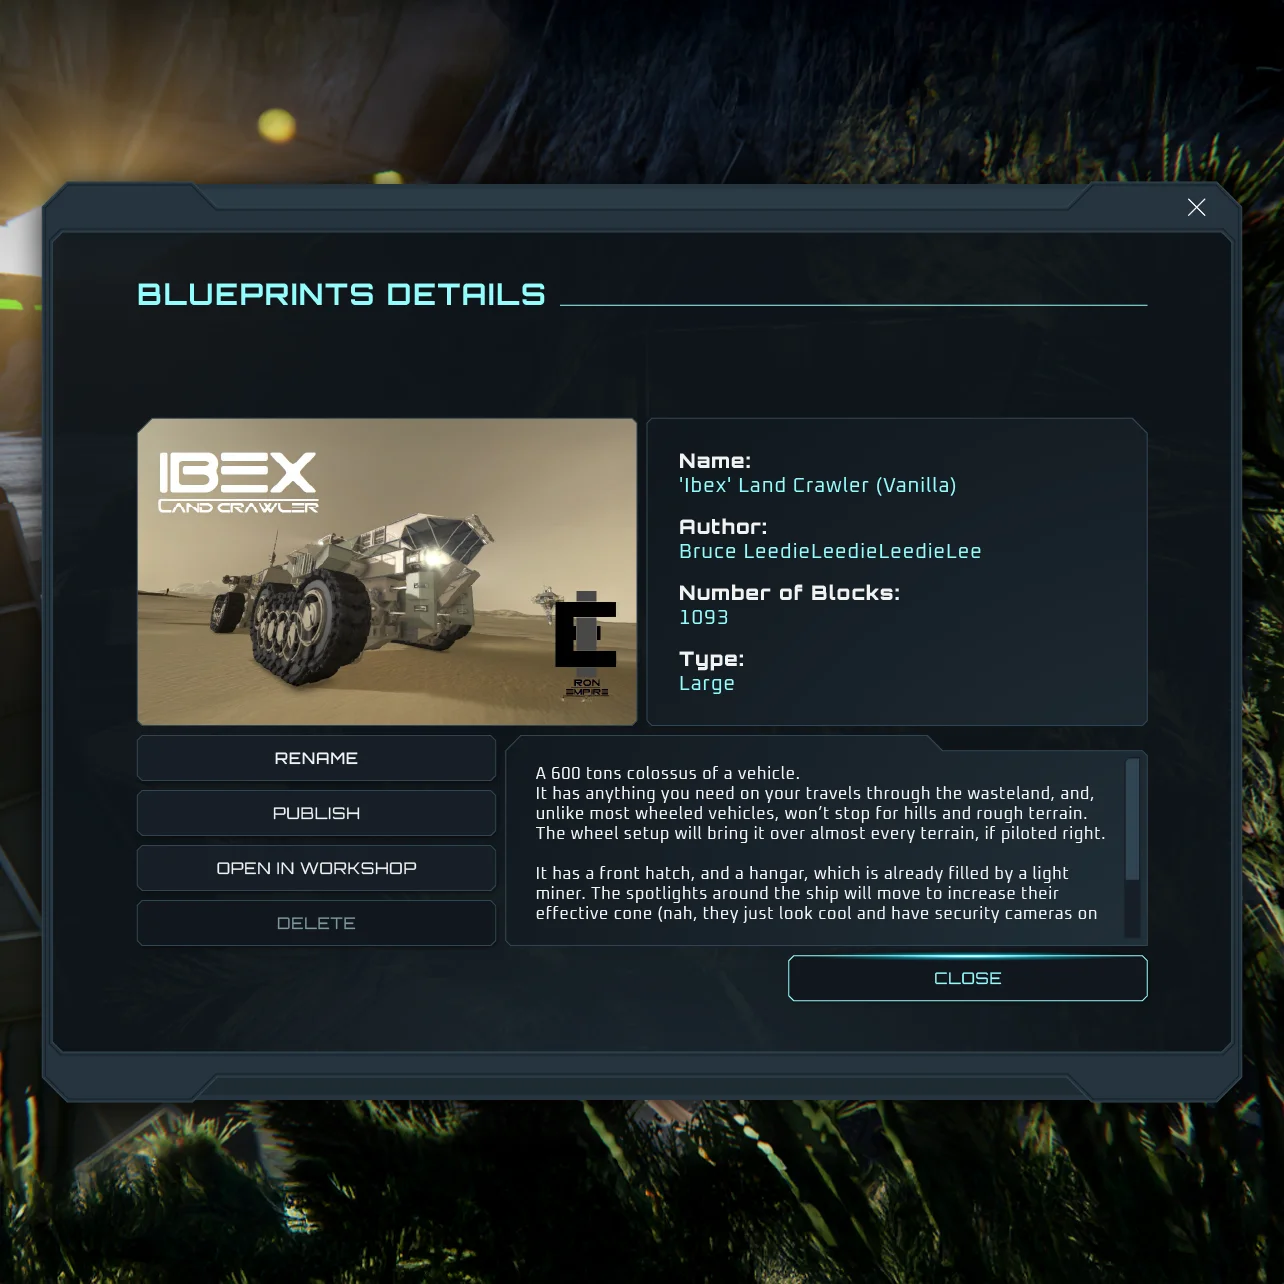 BLUEPRINTS DETAILS
IBEX
LAND CRAWLER
RON
EMPIRE
Name:
'Ibex' Land Crawler (Vanilla)
Author:
Bruce LeedieLeedieLeedieLee
Number of Blocks:
1093
Type:
Large
RENAME
PUBLISH
OPEN IN WORKSHOP
DELETE
A 600 tons colossus of a vehicle.
It has anything you need on your travels through the wasteland, and,
unlike most wheeled vehicles, won’t stop for hills and rough terrain.
The wheel setup will bring it over almost every terrain, if piloted right.
It has a front hatch, and a hangar, which is already filled by a light
miner. The spotlights around the ship will move to increase their
effective cone (nah, they just look cool and have security cameras on
CLOSE